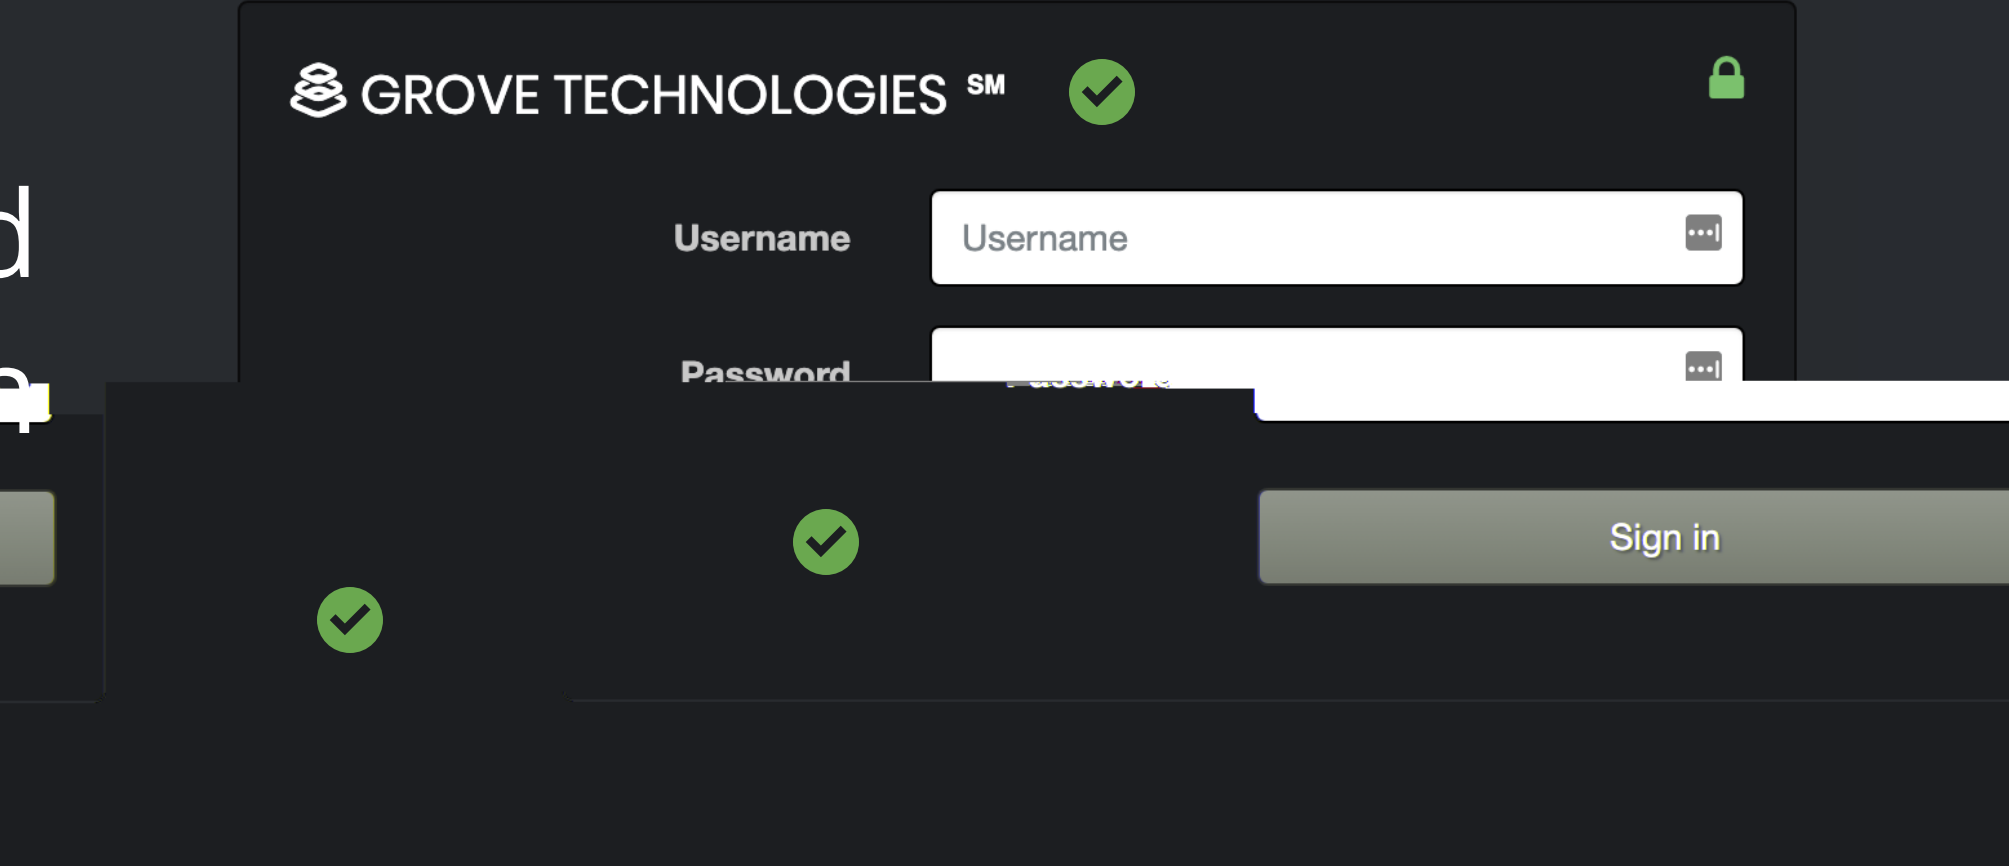 GROVE TECHNOLOGIES SM
d
Username Username
Password
Sign in